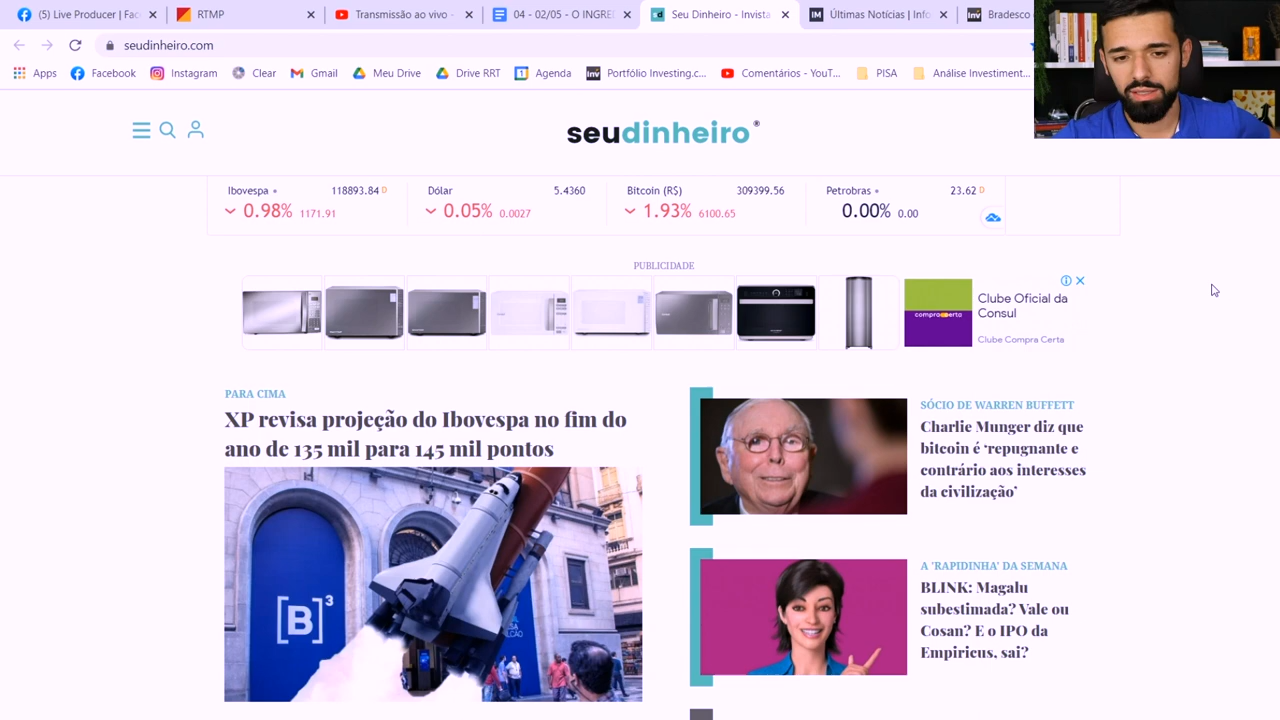 (5) Live Producer | Fac
RTMP
Transmissão ao vivo -
04 - 02/05 - O INGRE
Seu Dinheiro - Invista
Últimas Notícias | Info
Bradesco
seudinheiro.com
Apps
Facebook
Instagram
Clear
Gmail
Meu Drive
Drive RRT
Agenda
Portfólio Investing.c...
Comentários - YouT...
PISA
Análise Investiment...
seudinheiro®
Ibovespa 118893.84 D
0.98% 1171.91
Dólar 5.4360
0.05% 0.0027
Bitcoin (R$) 309399.56
1.93% 6100.65
Petrobras 23.62 D
0.00% 0.00
PUBLICIDADE
Clube Oficial da
Consul
compracerta
Clube Compra Certa
PARA CIMA
XP revisa projeção do Ibovespa no fim do
ano de 135 mil para 145 mil pontos
[B]³
SÓCIO DE WARREN BUFFETT
Charlie Munger diz que
bitcoin é ‘repugnante e
contrário aos interesses
da civilização’
A 'RAPIDINHA' DA SEMANA
BLINK: Magalu
subestimada? Vale ou
Cosan? E o IPO da
Empiricus, sai?